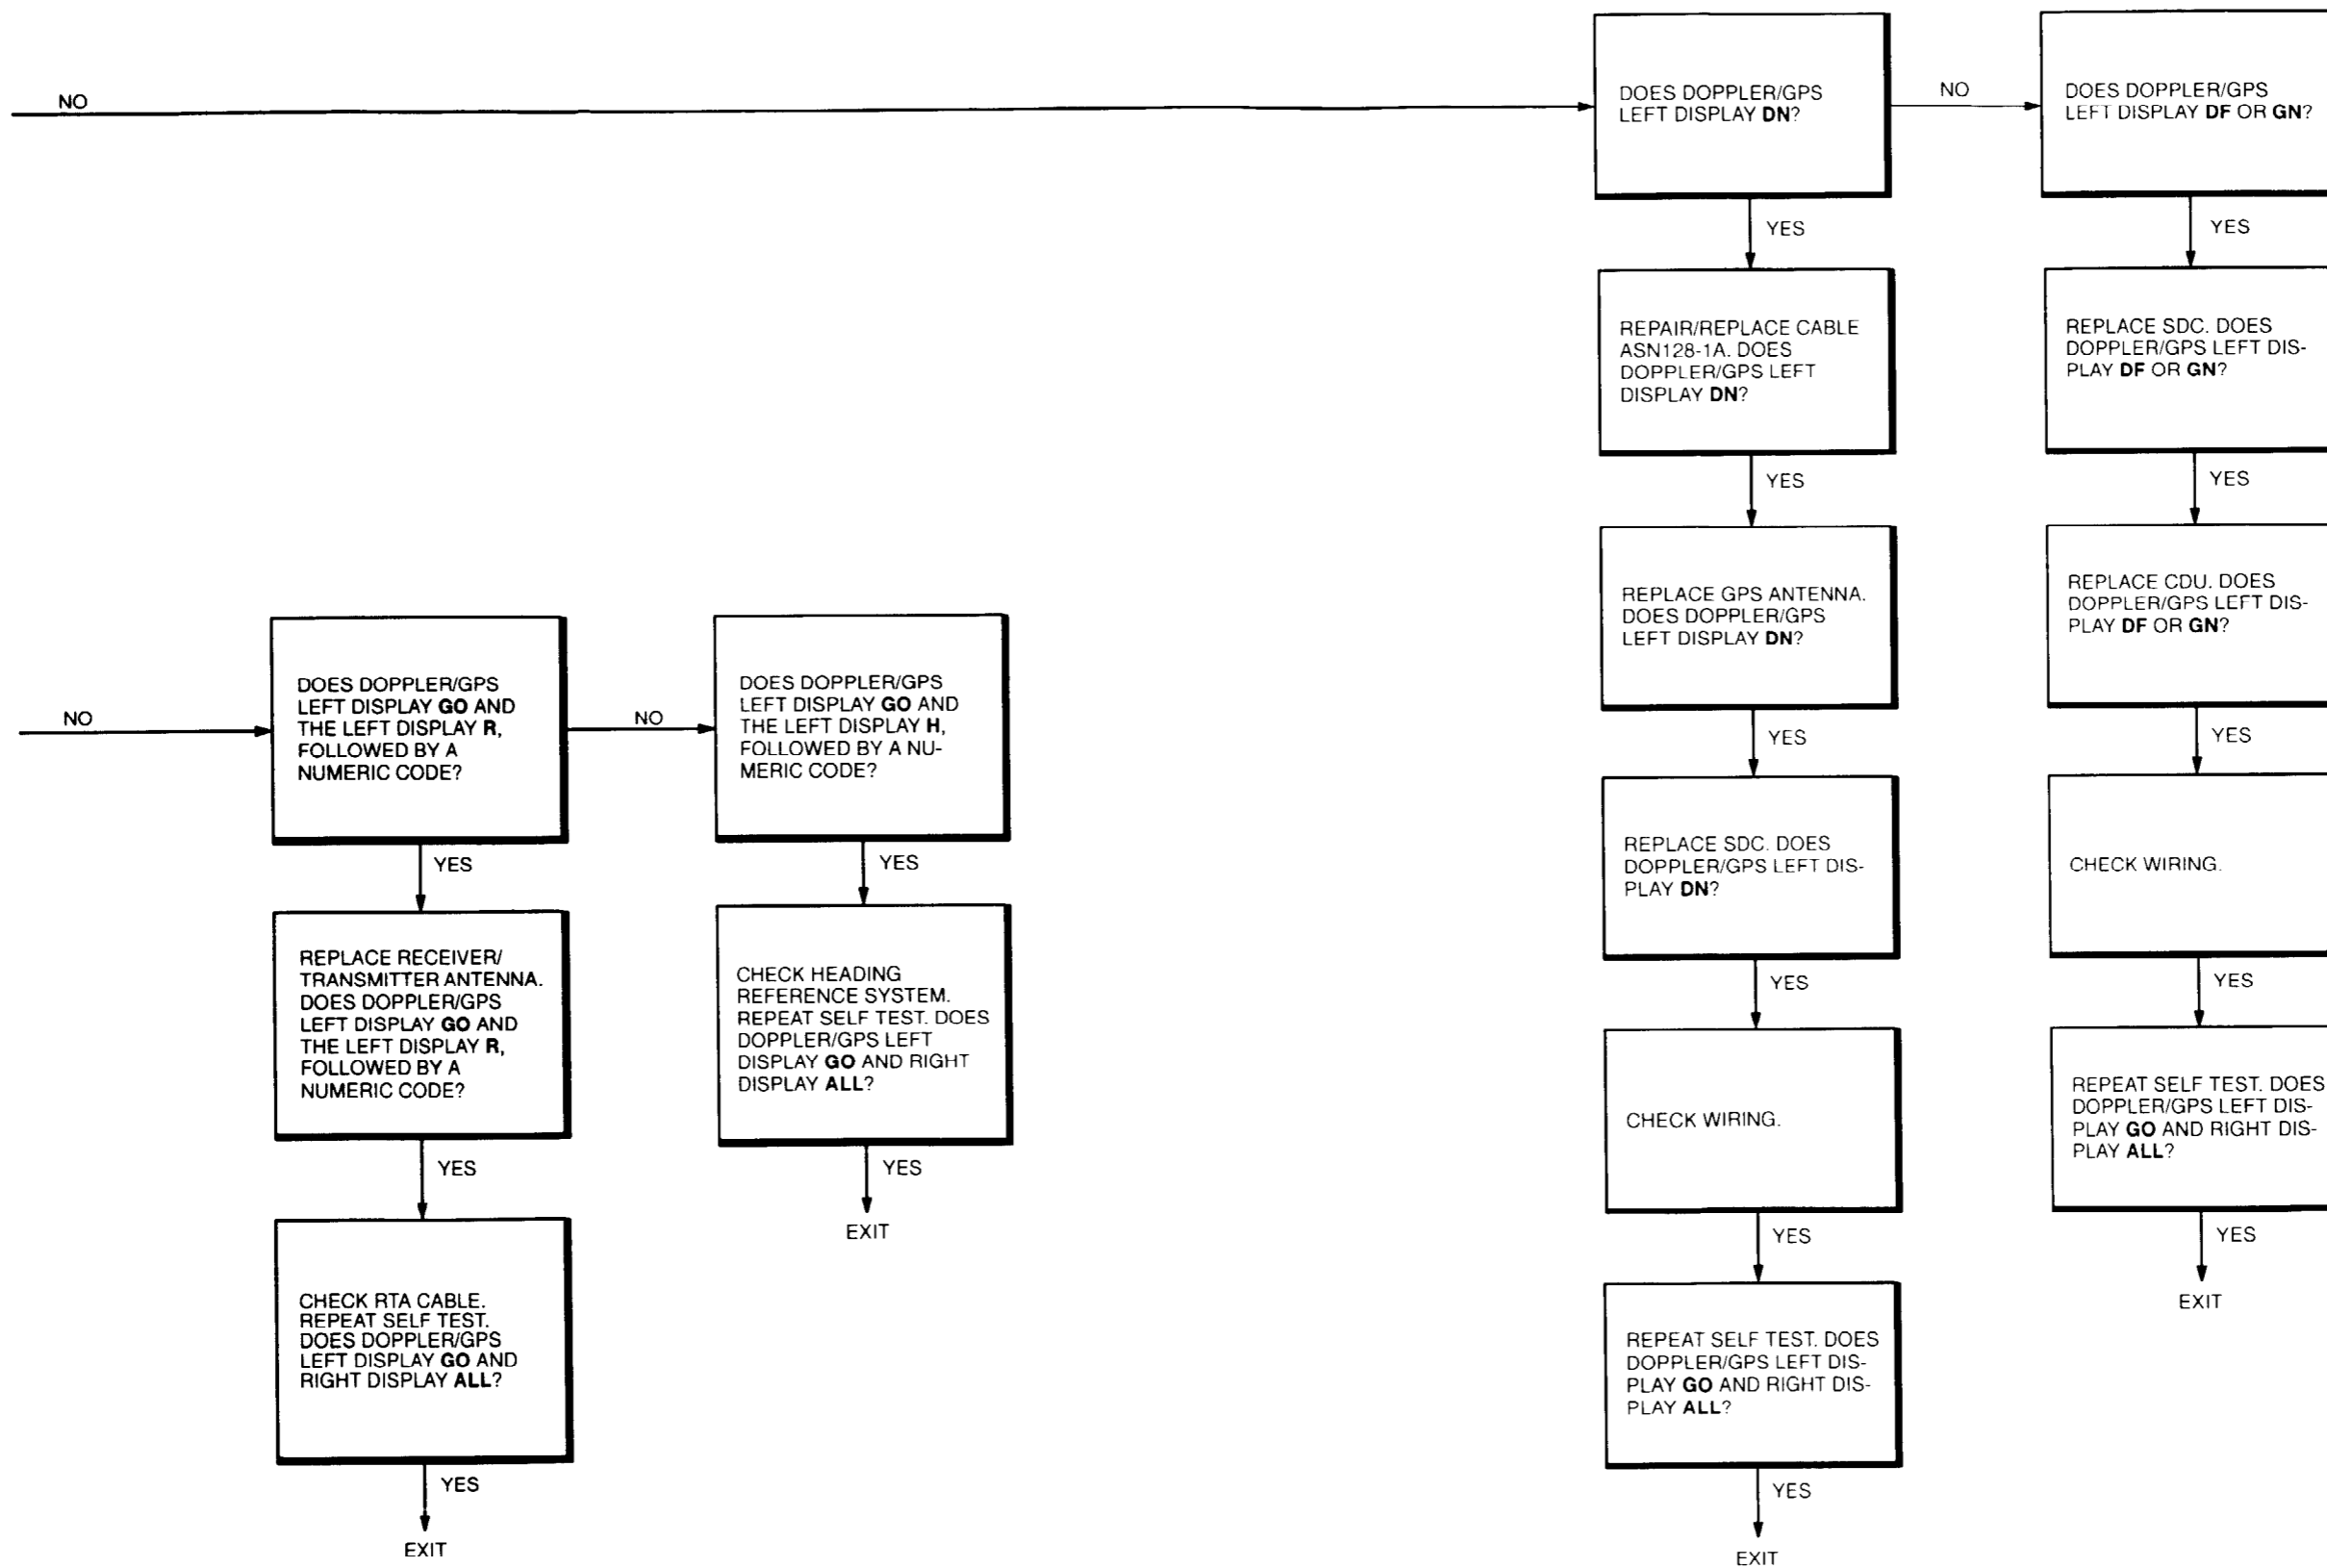 NO
DOES DOPPLER/GPS
LEFT DISPLAY DN?
NO
DOES DOPPLER/GPS
LEFT DISPLAY DF OR GN?
YES
YES
REPAIR/REPLACE CABLE
ASN128-1A. DOES
DOPPLER/GPS LEFT
DISPLAY DN?
REPLACE SDC. DOES
DOPPLER/GPS LEFT DIS-
PLAY DF OR GN?
YES
YES
REPLACE GPS ANTENNA.
DOES DOPPLER/GPS
LEFT DISPLAY DN?
REPLACE CDU. DOES
DOPPLER/GPS LEFT DIS-
PLAY DF OR GN?
YES
YES
NO
DOES DOPPLER/GPS
LEFT DISPLAY GO AND
THE LEFT DISPLAY R,
FOLLOWED BY A
NUMERIC CODE?
NO
DOES DOPPLER/GPS
LEFT DISPLAY GO AND
THE LEFT DISPLAY H,
FOLLOWED BY A NU-
MERIC CODE?
REPLACE SDC. DOES
DOPPLER/GPS LEFT DIS-
PLAY DN?
CHECK WIRING.
YES
YES
YES
YES
REPLACE RECEIVER/
TRANSMITTER ANTENNA.
DOES DOPPLER/GPS
LEFT DISPLAY GO AND
THE LEFT DISPLAY R,
FOLLOWED BY A
NUMERIC CODE?
CHECK HEADING
REFERENCE SYSTEM.
REPEAT SELF TEST. DOES
DOPPLER/GPS LEFT
DISPLAY GO AND RIGHT
DISPLAY ALL?
CHECK WIRING.
REPEAT SELF TEST. DOES
DOPPLER/GPS LEFT DIS-
PLAY GO AND RIGHT DIS-
PLAY ALL?
YES
YES
EXIT
YES
YES
EXIT
CHECK RTA CABLE.
REPEAT SELF TEST.
DOES DOPPLER/GPS
LEFT DISPLAY GO AND
RIGHT DISPLAY ALL?
REPEAT SELF TEST. DOES
DOPPLER/GPS LEFT DIS-
PLAY GO AND RIGHT DIS-
PLAY ALL?
YES
EXIT
YES
EXIT